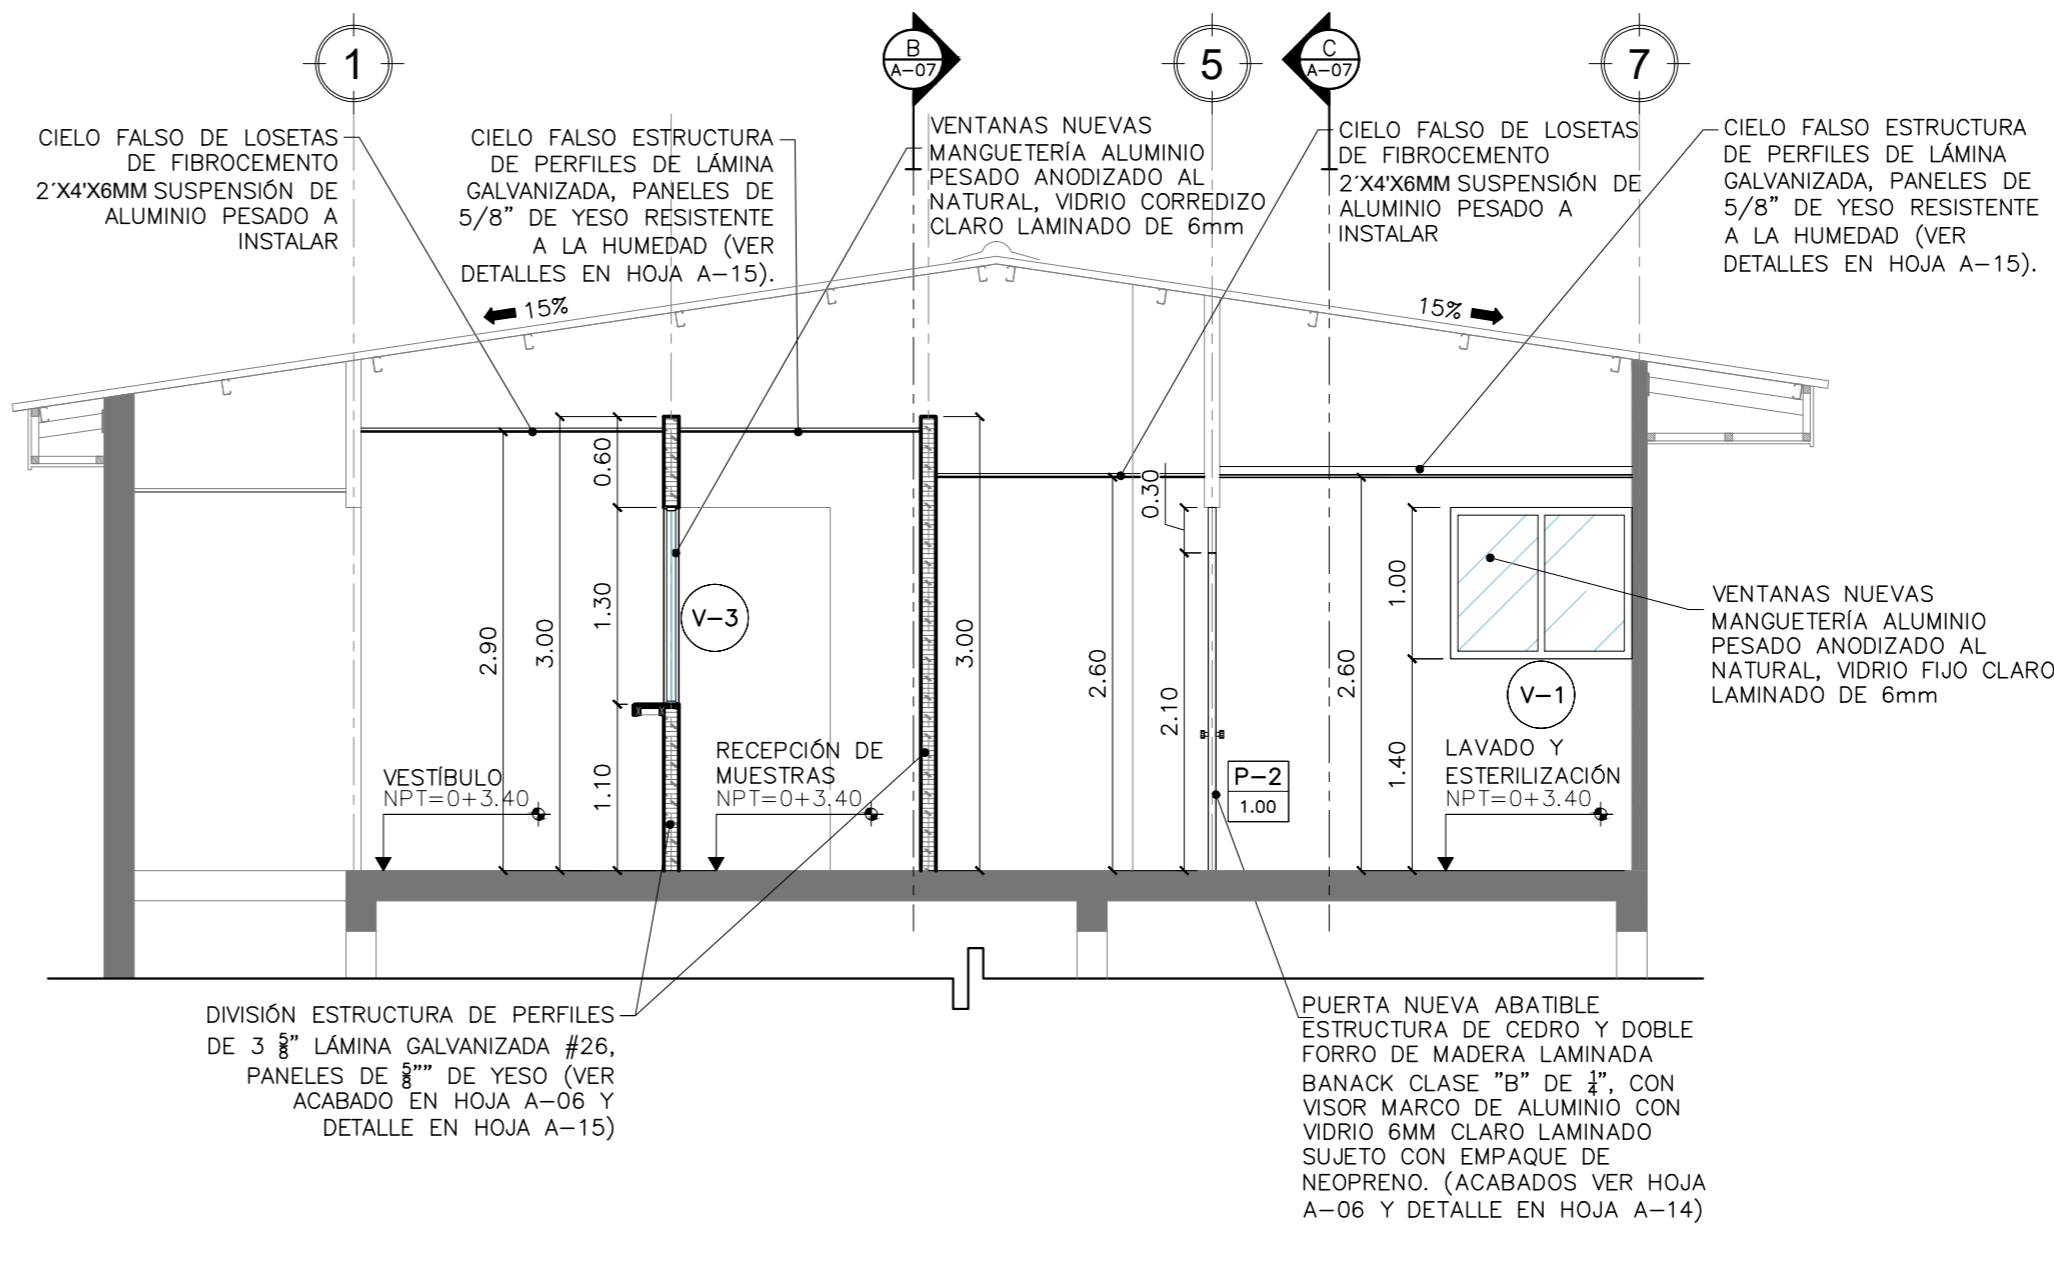 1
B
A-07
5
C
A-07
7
CIELO FALSO DE LOSETAS
DE FIBROCEMENTO
2´X4'X6MM SUSPENSIÓN DE
ALUMINIO PESADO A
INSTALAR
CIELO FALSO ESTRUCTURA
DE PERFILES DE LÁMINA
GALVANIZADA, PANELES DE
5/8" DE YESO RESISTENTE
A LA HUMEDAD (VER
DETALLES EN HOJA A-15).
VENTANAS NUEVAS
MANGUETERÍA ALUMINIO
PESADO ANODIZADO AL
NATURAL, VIDRIO CORREDIZO
CLARO LAMINADO DE 6mm
CIELO FALSO DE LOSETAS
DE FIBROCEMENTO
2´X4'X6MM SUSPENSIÓN DE
ALUMINIO PESADO A
INSTALAR
CIELO FALSO ESTRUCTURA
DE PERFILES DE LÁMINA
GALVANIZADA, PANELES DE
5/8" DE YESO RESISTENTE
A LA HUMEDAD (VER
DETALLES EN HOJA A-15).
15%
15%
2.90
3.00
0.60
1.30
1.10
V-3
3.00
2.60
0.30
2.10
2.60
1.00
1.40
V-1
VENTANAS NUEVAS
MANGUETERÍA ALUMINIO
PESADO ANODIZADO AL
NATURAL, VIDRIO FIJO CLARO
LAMINADO DE 6mm
VESTÍBULO
NPT=0+3.40
RECEPCIÓN DE
MUESTRAS
NPT=0+3.40
P-2
1.00
LAVADO Y
ESTERILIZACIÓN
NPT=0+3.40
DIVISIÓN ESTRUCTURA DE PERFILES
DE 3 5/8" LÁMINA GALVANIZADA #26,
PANELES DE 5/8"" DE YESO (VER
ACABADO EN HOJA A-06 Y
DETALLE EN HOJA A-15)
PUERTA NUEVA ABATIBLE
ESTRUCTURA DE CEDRO Y DOBLE
FORRO DE MADERA LAMINADA
BANACK CLASE "B" DE 1/4", CON
VISOR MARCO DE ALUMINIO CON
VIDRIO 6MM CLARO LAMINADO
SUJETO CON EMPAQUE DE
NEOPRENO. (ACABADOS VER HOJA
A-06 Y DETALLE EN HOJA A-14)